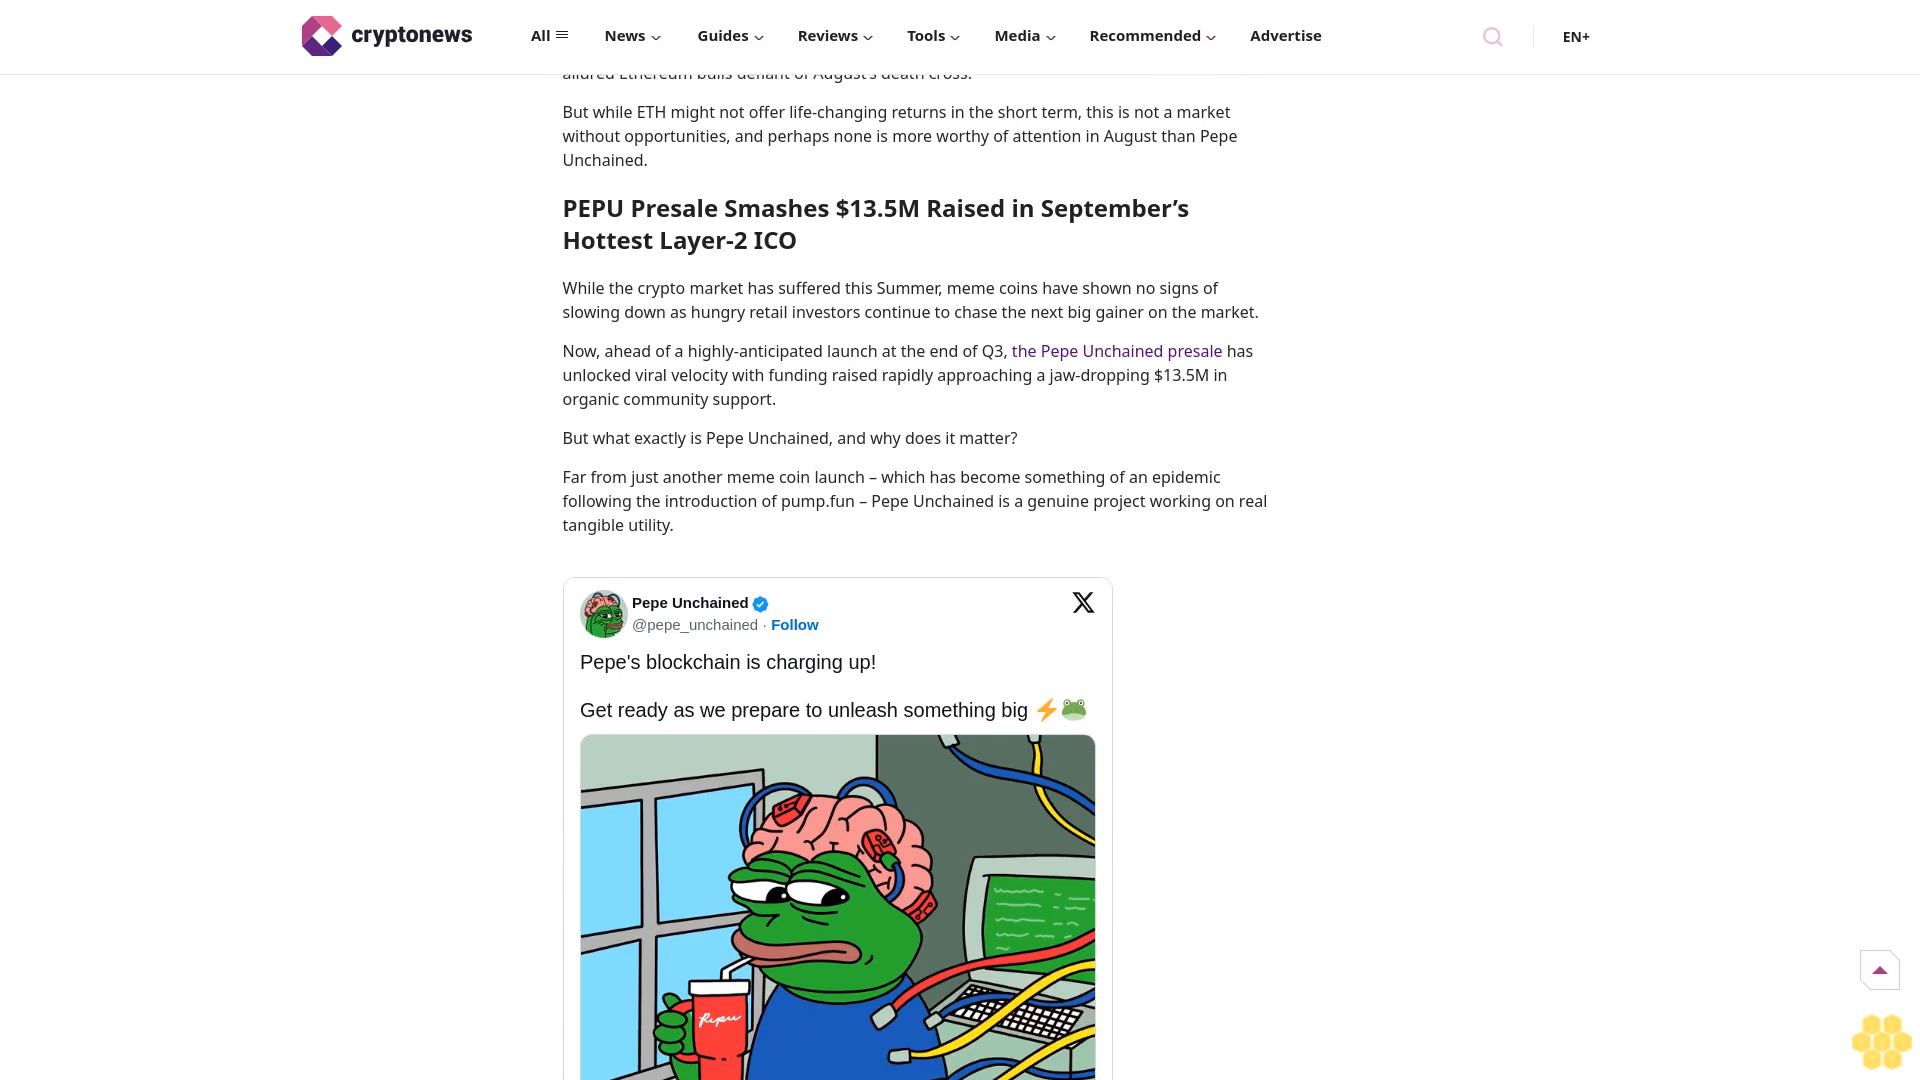 cryptonews
All News Guides Reviews Tools Media Recommended Advertise EN+
allured Ethereum bulls defiant of August's death cross.
But while ETH might not offer life-changing returns in the short term, this is not a market
without opportunities, and perhaps none is more worthy of attention in August than Pepe
Unchained.
PEPU Presale Smashes $13.5M Raised in September’s
Hottest Layer-2 ICO
While the crypto market has suffered this Summer, meme coins have shown no signs of
slowing down as hungry retail investors continue to chase the next big gainer on the market.
Now, ahead of a highly-anticipated launch at the end of Q3, the Pepe Unchained presale has
unlocked viral velocity with funding raised rapidly approaching a jaw-dropping $13.5M in
organic community support.
But what exactly is Pepe Unchained, and why does it matter?
Far from just another meme coin launch – which has become something of an epidemic
following the introduction of pump.fun – Pepe Unchained is a genuine project working on real
tangible utility.
Pepe Unchained
@pepe_unchained · Follow
Pepe's blockchain is charging up!
Get ready as we prepare to unleash something big ⚡🐸
Pepu